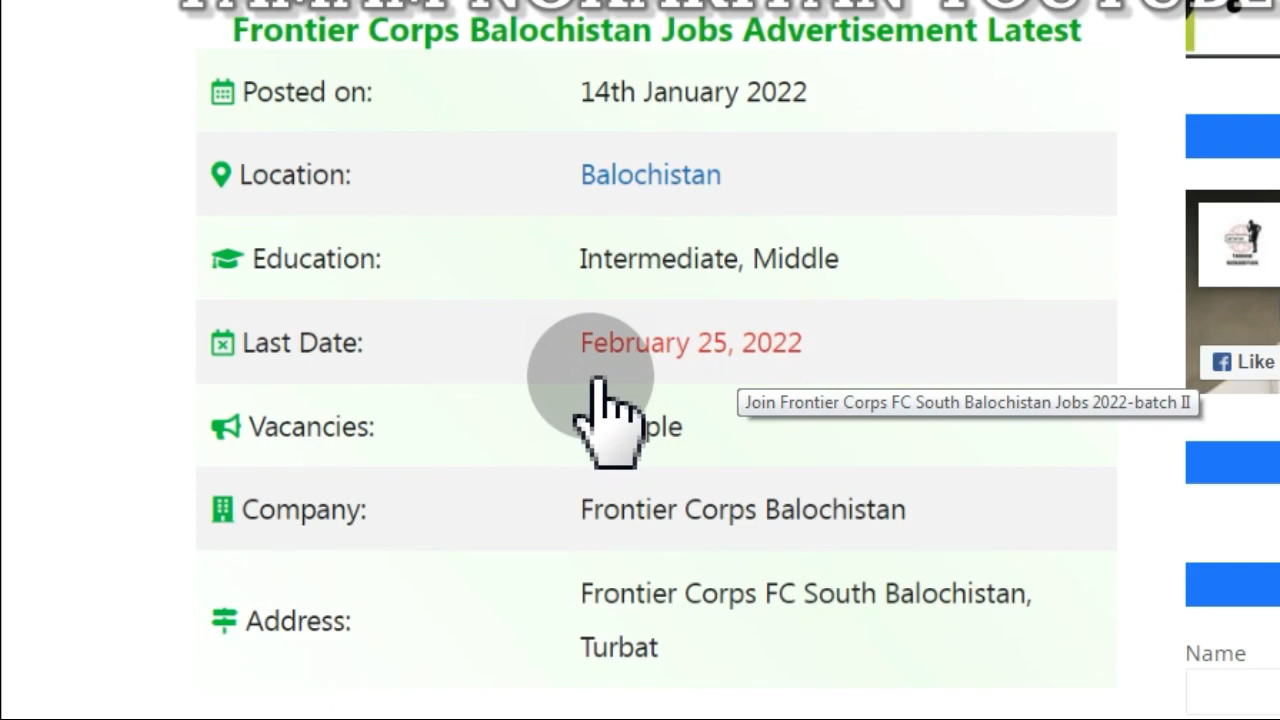 Frontier Corps Balochistan Jobs Advertisement Latest
Posted on: 14th January 2022
Location: Balochistan
Education: Intermediate, Middle
Last Date: February 25, 2022
Join Frontier Corps FC South Balochistan Jobs 2022-batch II
Vacancies:
Company: Frontier Corps Balochistan
Address: Frontier Corps FC South Balochistan,
Turbat
Like
Name